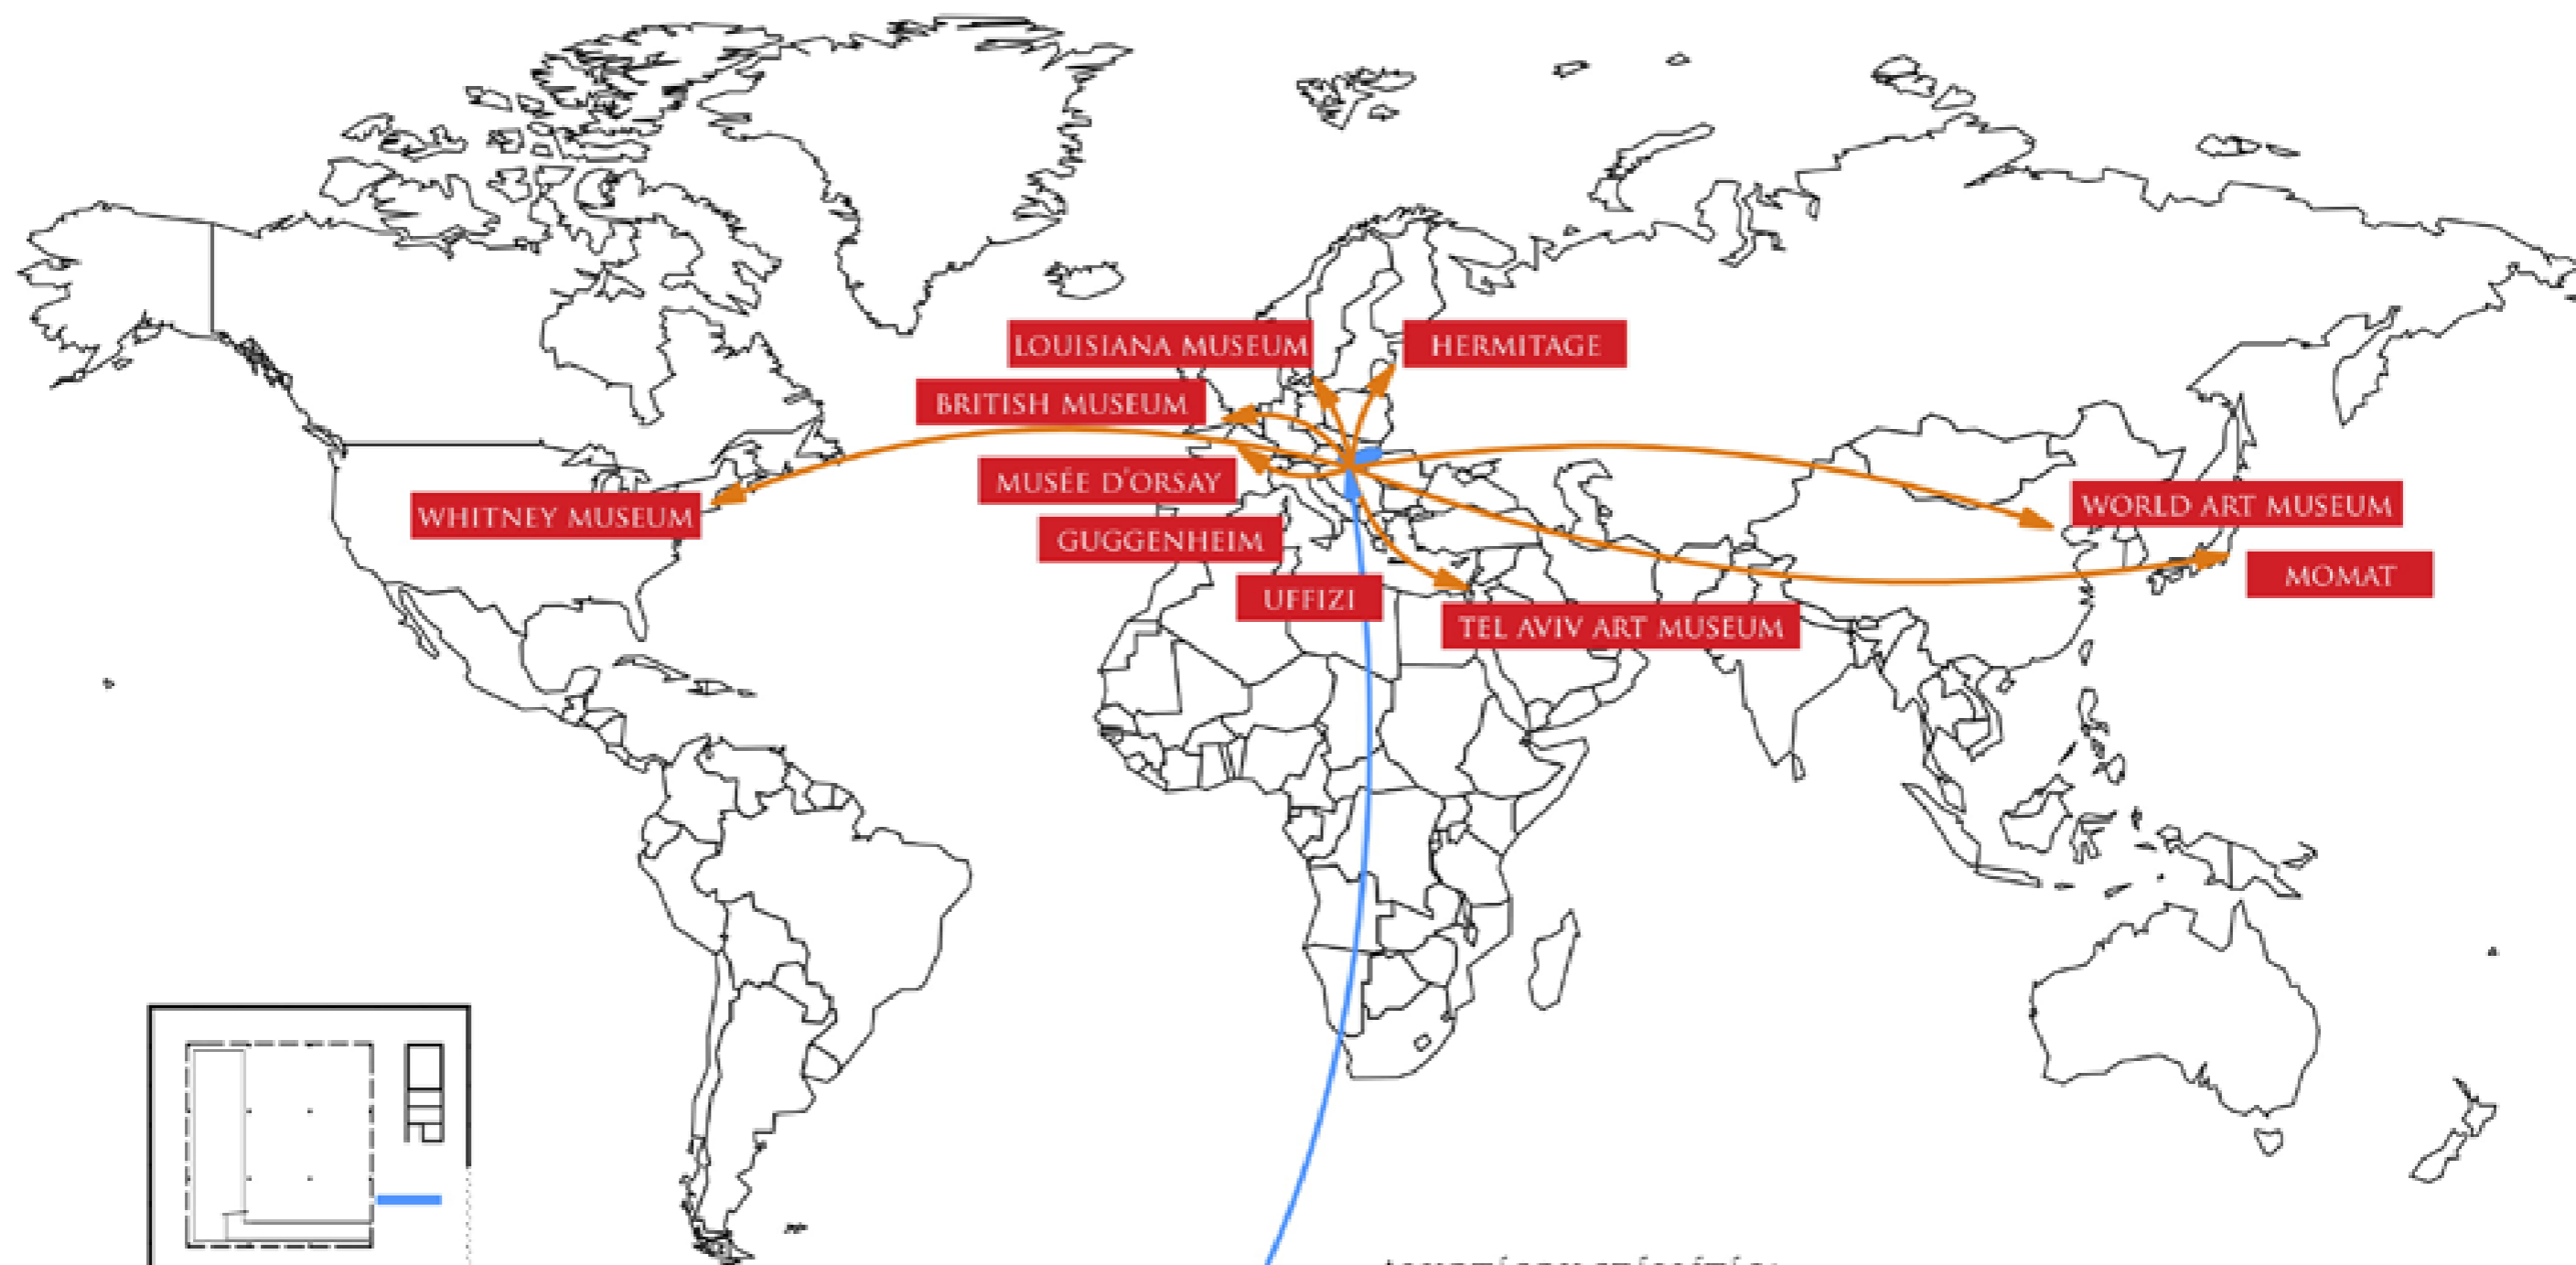 LOUISIANA MUSEUM
HERMITAGE
BRITISH MUSEUM
MUSÉE D'ORSAY
WHITNEY MUSEUM
WORLD ART MUSEUM
GUGGENHEIM
MOMAT
UFFIZI
TEL AVIV ART MUSEUM